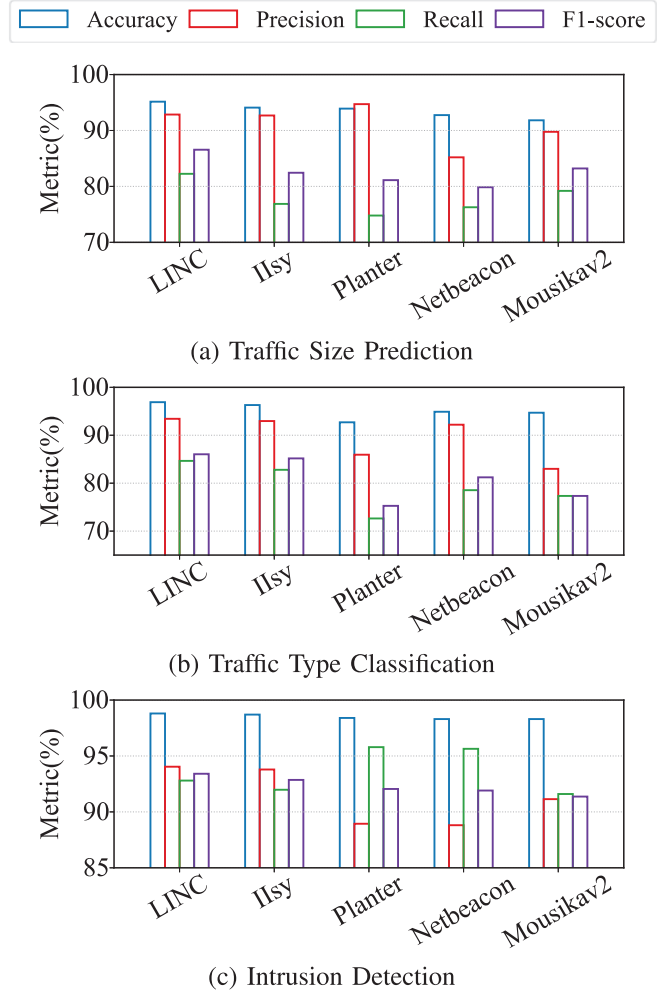 Accuracy Precision Recall F1-score
100
90
80
70
Metric(%)
LINC IIsy Planter Netbeacon Mousikav2
(a) Traffic Size Prediction
100
90
80
70
Metric(%)
LINC IIsy Planter Netbeacon Mousikav2
(b) Traffic Type Classification
100
95
90
85
Metric(%)
LINC IIsy Planter Netbeacon Mousikav2
(c) Intrusion Detection